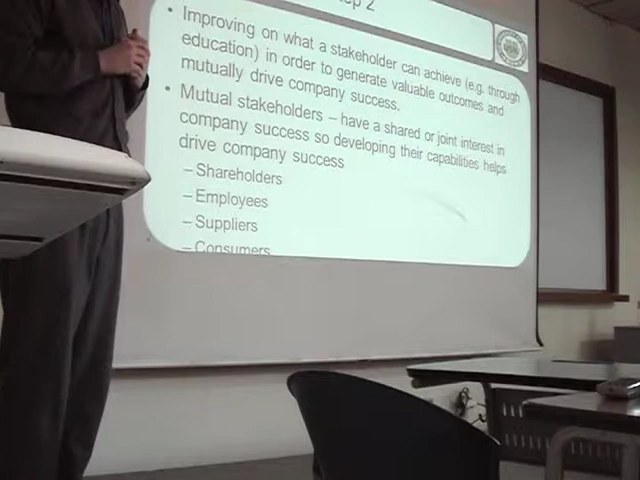 2
• Improving on what a stakeholder can achieve (e.g. through
education) in order to generate valuable outcomes and
mutually drive company success.
• Mutual stakeholders – have a shared or joint interest in
company success so developing their capabilities helps
drive company success
– Shareholders
– Employees
– Suppliers
– Consumers